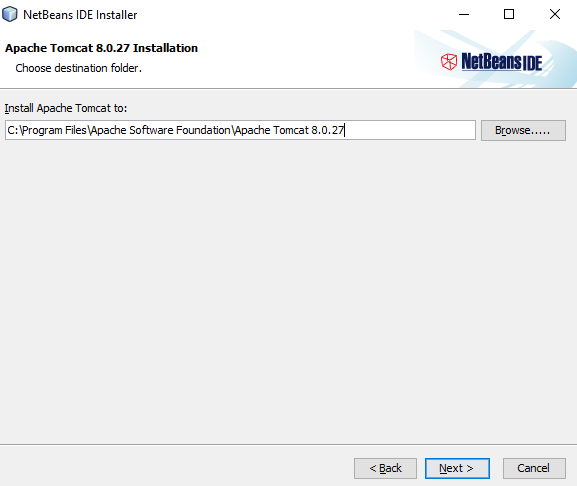 NetBeans IDE Installer
Apache Tomcat 8.0.27 Installation
Choose destination folder.
NetBeans IDE
Install Apache Tomcat to:
C:\Program Files\Apache Software Foundation\Apache Tomcat 8.0.27
Browse.....
< Back
Next >
Cancel